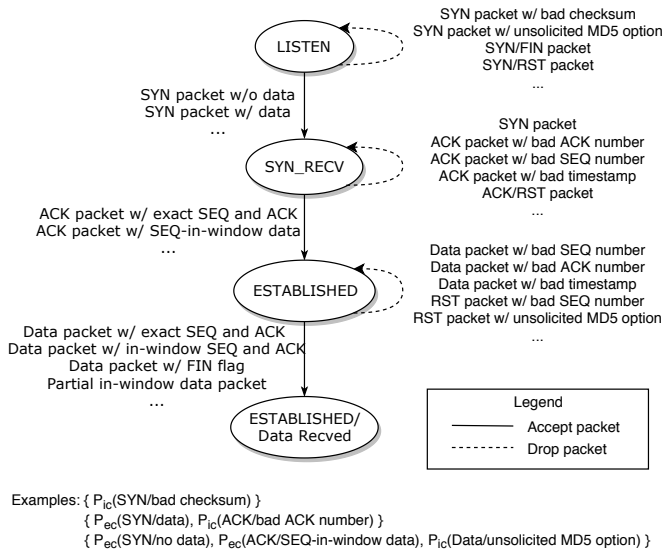 LISTEN
SYN packet w/ bad checksum
SYN packet w/ unsolicited MD5 option
SYN/FIN packet
SYN/RST packet
...
SYN packet w/o data
SYN packet w/ data
...
SYN_RECV
SYN packet
ACK packet w/ bad ACK number
ACK packet w/ bad SEQ number
ACK packet w/ bad timestamp
ACK/RST packet
...
ACK packet w/ exact SEQ and ACK
ACK packet w/ SEQ-in-window data
...
ESTABLISHED
Data packet w/ bad SEQ number
Data packet w/ bad ACK number
Data packet w/ bad timestamp
RST packet w/ bad SEQ number
RST packet w/ unsolicited MD5 option
...
Data packet w/ exact SEQ and ACK
Data packet w/ in-window SEQ and ACK
Data packet w/ FIN flag
Partial in-window data packet
...
ESTABLISHED/
Data Recved
Legend
Accept packet
Drop packet
Examples: { Pic(SYN/bad checksum) }
{ Pec(SYN/data), Pic(ACK/bad ACK number) }
{ Pec(SYN/no data), Pec(ACK/SEQ-in-window data), Pic(Data/unsolicited MD5 option) }